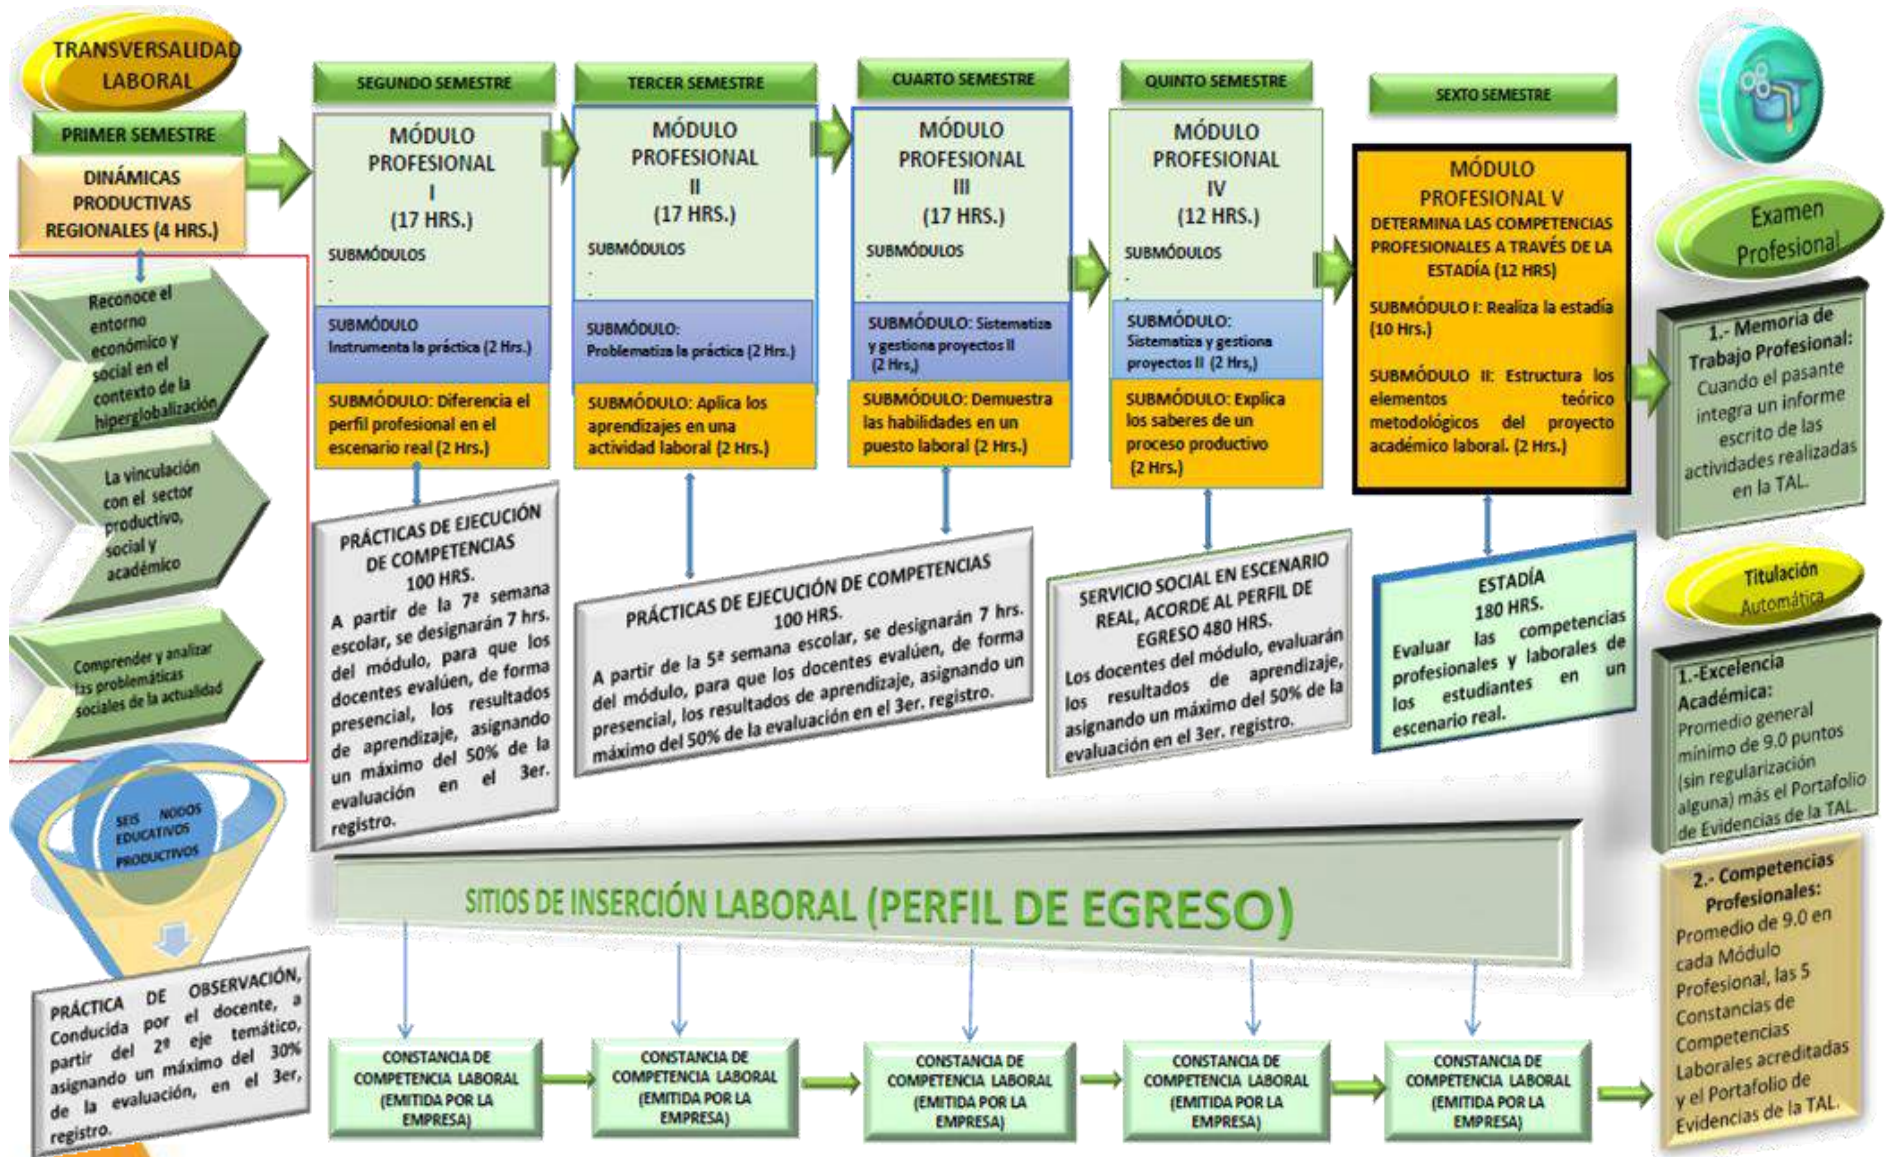 TRANSVERSALIDAD
LABORAL
PRIMER SEMESTRE
DINÁMICAS
PRODUCTIVAS
REGIONALES (4 HRS.)
Reconoce el
entorno
económico y
social en el
contexto de la
hiperglobalización
La vinculación
con el sector
productivo,
social y
académico
Comprender y analizar
las problemáticas
sociales de la actualidad
SEIS NODOS
EDUCATIVOS
PRODUCTIVOS
PRÁCTICA DE OBSERVACIÓN,
Conducida por el docente, a
partir del 2º eje temático,
asignando un máximo del 30%
de la evaluación, en el 3er,
registro.
SEGUNDO SEMESTRE
MÓDULO
PROFESIONAL
I
(17 HRS.)
SUBMÓDULOS
.
.
SUBMÓDULO
Instrumenta la práctica (2 Hrs.)
SUBMÓDULO: Diferencia el
perfil profesional en el
escenario real (2 Hrs.)
PRÁCTICAS DE EJECUCIÓN
DE COMPETENCIAS
100 HRS.
A partir de la 7ª semana
escolar, se designarán 7 hrs.
del módulo, para que los
docentes evalúen, de forma
presencial, los resultados
de aprendizaje, asignando
un máximo del 50% de la
evaluación en el 3er.
registro.
TERCER SEMESTRE
MÓDULO
PROFESIONAL
II
(17 HRS.)
SUBMÓDULOS
.
.
SUBMÓDULO:
Problematiza la práctica (2 Hrs.)
SUBMÓDULO: Aplica los
aprendizajes en una
actividad laboral (2 Hrs.)
CUARTO SEMESTRE
MÓDULO
PROFESIONAL
III
(17 HRS.)
SUBMÓDULOS
.
.
SUBMÓDULO: Sistematiza
y gestiona proyectos II
(2 Hrs,)
SUBMÓDULO: Demuestra
las habilidades en un
puesto laboral (2 Hrs.)
PRÁCTICAS DE EJECUCIÓN DE COMPETENCIAS
100 HRS.
A partir de la 5ª semana escolar, se designarán 7 hrs.
del módulo, para que los docentes evalúen, de forma
presencial, los resultados de aprendizaje, asignando un
máximo del 50% de la evaluación en el 3er. registro.
QUINTO SEMESTRE
MÓDULO
PROFESIONAL
IV
(12 HRS.)
SUBMÓDULOS
.
.
SUBMÓDULO:
Sistematiza y gestiona
proyectos II (2 Hrs,)
SUBMÓDULO: Explica
los saberes de un
proceso productivo
(2 Hrs.)
SERVICIO SOCIAL EN ESCENARIO
REAL, ACORDE AL PERFIL DE
EGRESO 480 HRS.
Los docentes del módulo, evaluarán
los resultados de aprendizaje,
asignando un máximo del 50% de la
evaluación en el 3er. registro.
SEXTO SEMESTRE
MÓDULO
PROFESIONAL V
DETERMINA LAS COMPETENCIAS
PROFESIONALES A TRAVÉS DE LA
ESTADÍA (12 HRS)
SUBMÓDULO I: Realiza la estadía
(10 Hrs.)
SUBMÓDULO II: Estructura los
elementos teórico
metodológicos del proyecto
académico laboral. (2 Hrs.)
ESTADÍA
180 HRS.
Evaluar las competencias
profesionales y laborales de
los estudiantes en un
escenario real.
Examen
Profesional
1.- Memoria de
Trabajo Profesional:
Cuando el pasante
integra un informe
escrito de las
actividades realizadas
en la TAL.
Titulación
Automática
1.-Excelencia
Académica:
Promedio general
mínimo de 9.0 puntos
(sin regularización
alguna) más el Portafolio
de Evidencias de la TAL.
2.- Competencias
Profesionales:
Promedio de 9.0 en
cada Módulo
Profesional, las 5
Constancias de
Competencias
Laborales acreditadas
y el Portafolio de
Evidencias de la TAL.
SITIOS DE INSERCIÓN LABORAL (PERFIL DE EGRESO)
CONSTANCIA DE
COMPETENCIA LABORAL
(EMITIDA POR LA
EMPRESA)
CONSTANCIA DE
COMPETENCIA LABORAL
(EMITIDA POR LA
EMPRESA)
CONSTANCIA DE
COMPETENCIA LABORAL
(EMITIDA POR LA
EMPRESA)
CONSTANCIA DE
COMPETENCIA LABORAL
(EMITIDA POR LA
EMPRESA)
CONSTANCIA DE
COMPETENCIA LABORAL
(EMITIDA POR LA
EMPRESA)